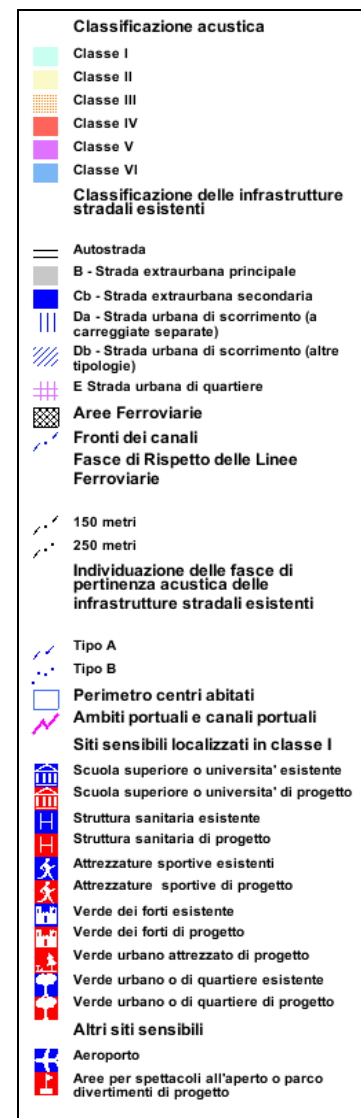 Classificazione acustica
Classe I
Classe II
Classe III
Classe IV
Classe V
Classe VI
Classificazione delle infrastrutture
stradali esistenti
Autostrada
B - Strada extraurbana principale
Cb - Strada extraurbana secondaria
Da - Strada urbana di scorrimento (a
carreggiate separate)
Db - Strada urbana di scorrimento (altre
tipologie)
E Strada urbana di quartiere
Aree Ferroviarie
Fronti dei canali
Fasce di Rispetto delle Linee
Ferroviarie
150 metri
250 metri
Individuazione delle fasce di
pertinenza acustica delle
infrastrutture stradali esistenti
Tipo A
Tipo B
Perimetro centri abitati
Ambiti portuali e canali portuali
Siti sensibili localizzati in classe I
Scuola superiore o universita' esistente
Scuola superiore o universita' di progetto
Struttura sanitaria esistente
Struttura sanitaria di progetto
Attrezzature sportive esistenti
Attrezzature sportive di progetto
Verde dei forti esistente
Verde dei forti di progetto
Verde urbano attrezzato di progetto
Verde urbano o di quartiere esistente
Verde urbano o di quartiere di progetto
Altri siti sensibili
Aeroporto
Aree per spettacoli all'aperto o parco
divertimenti di progetto